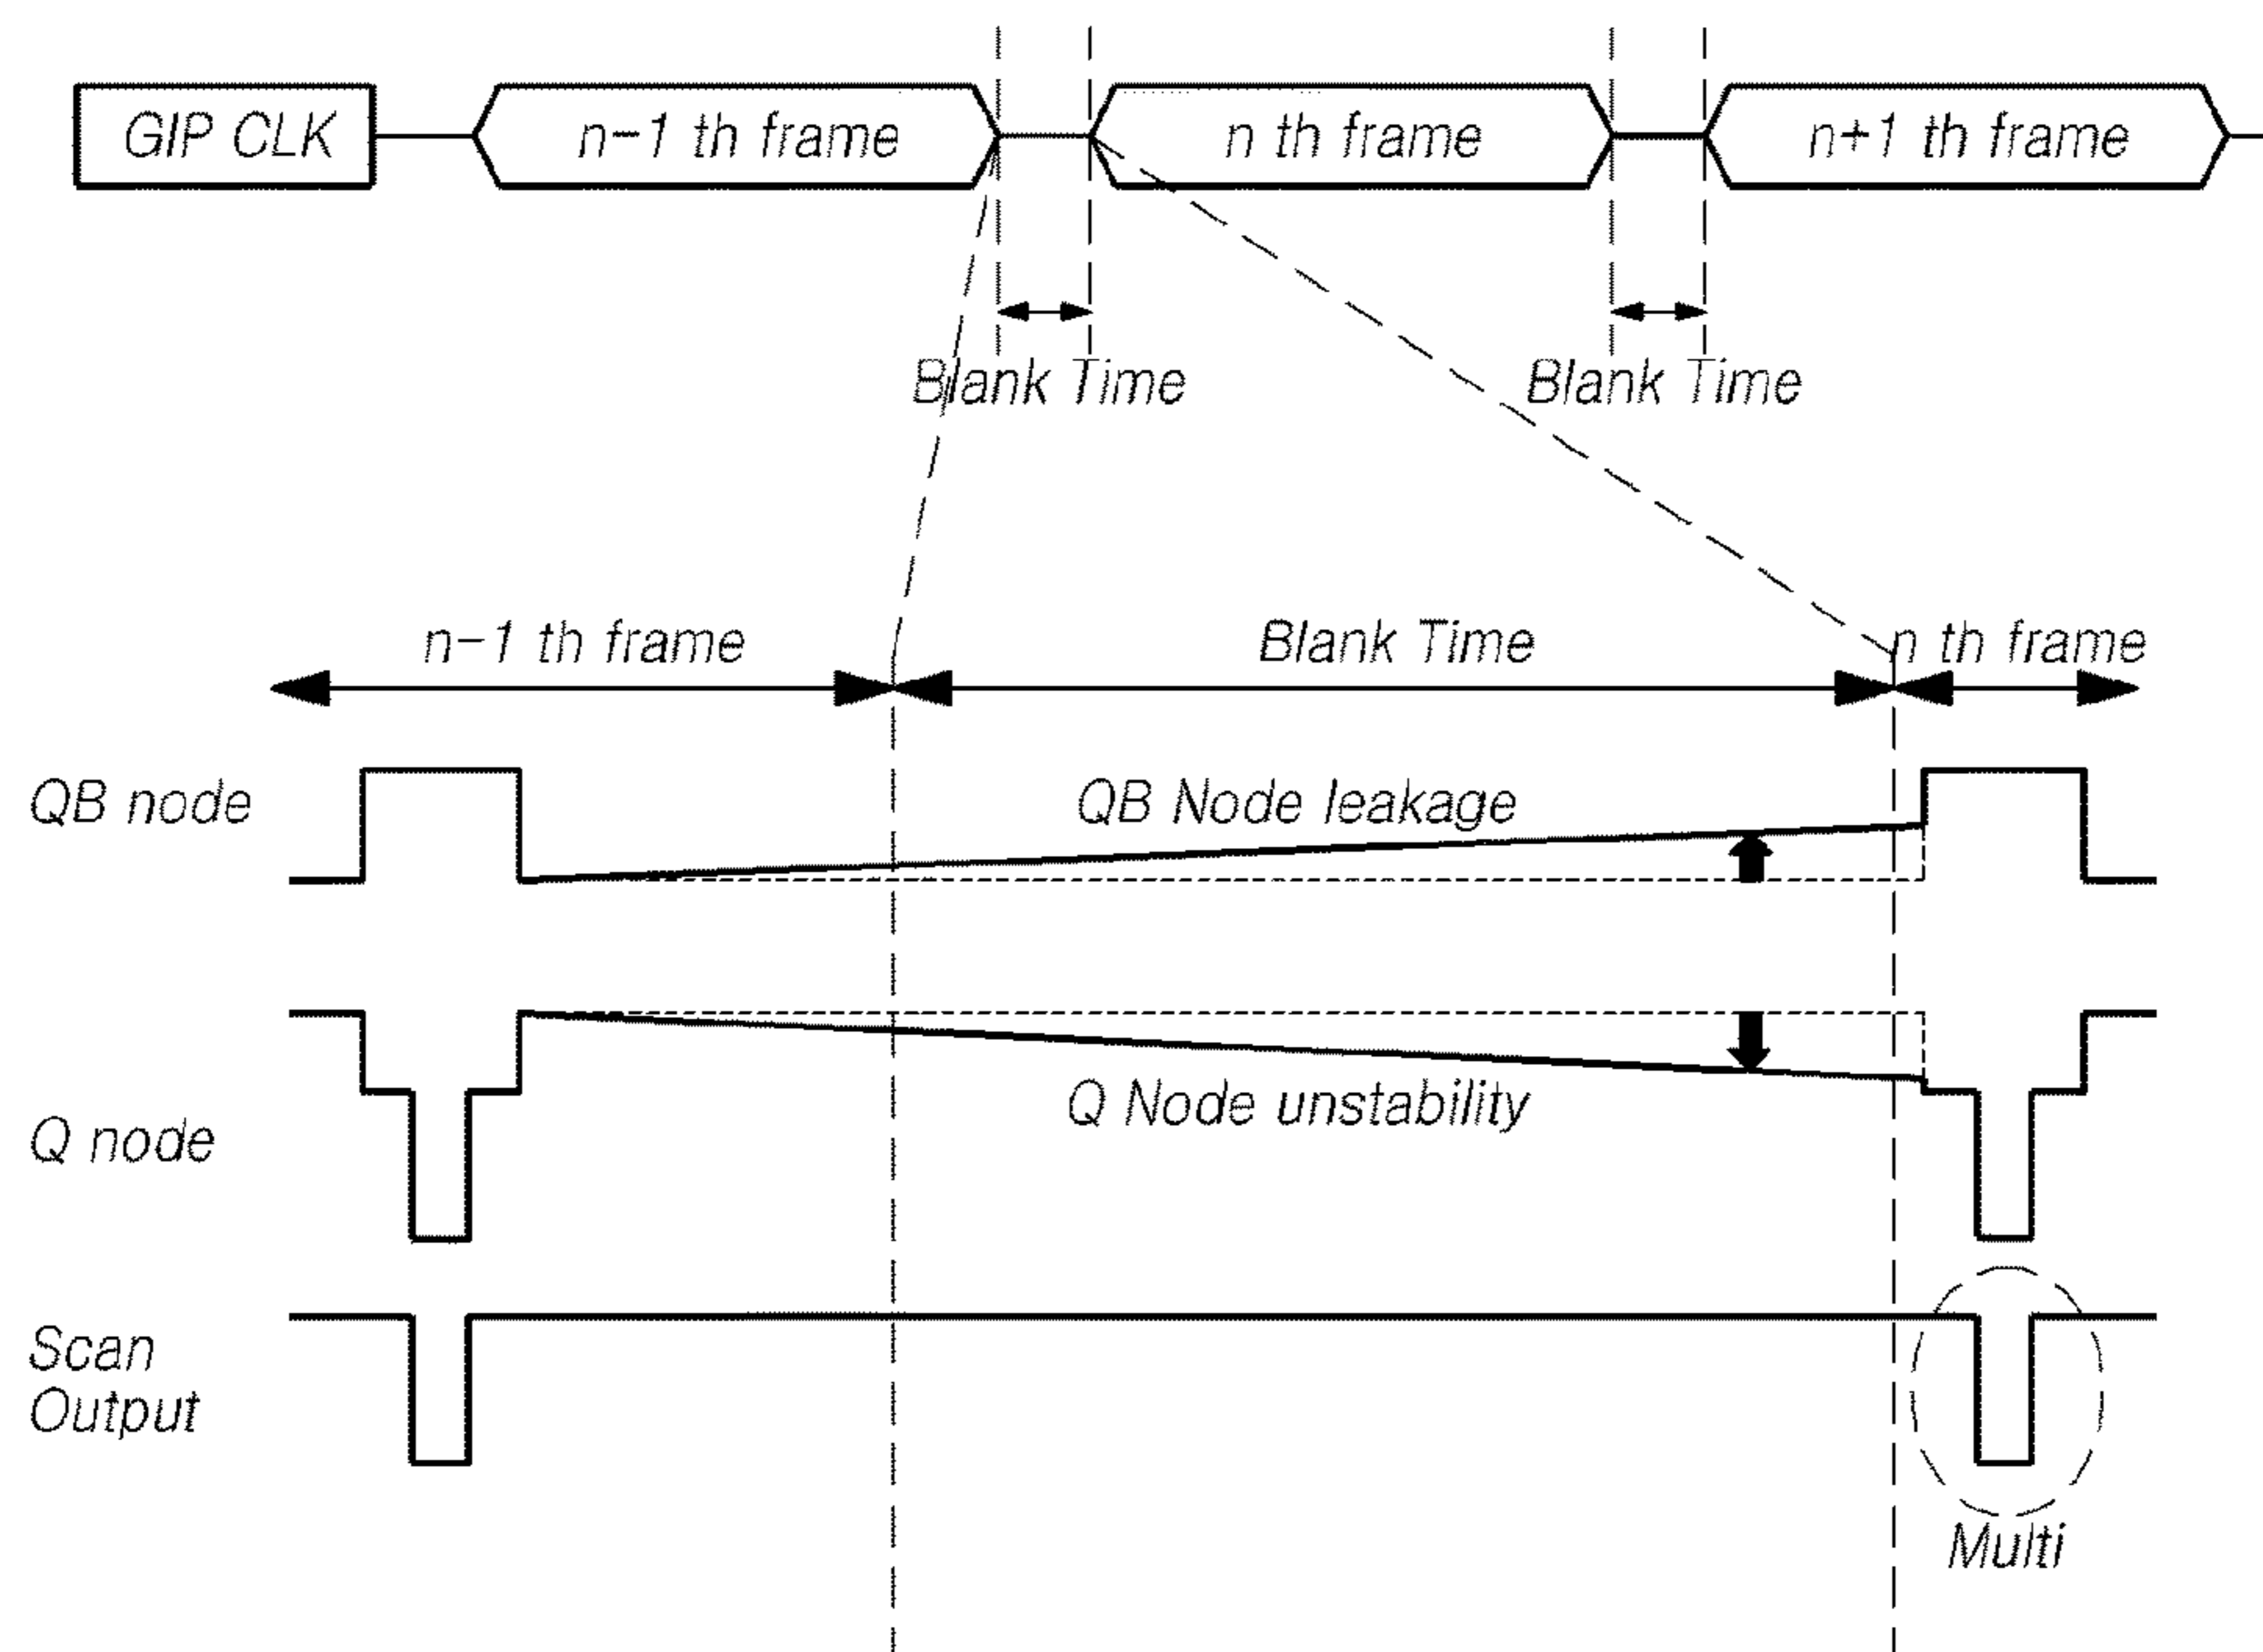 GIP CLK
n-1 th frame
n th frame
n+1 th frame
Blank Time
Blank Time
n-1 th frame
Blank Time
n th frame
QB node
QB Node leakage
Q Node unstability
Q node
Scan
Output
Multi